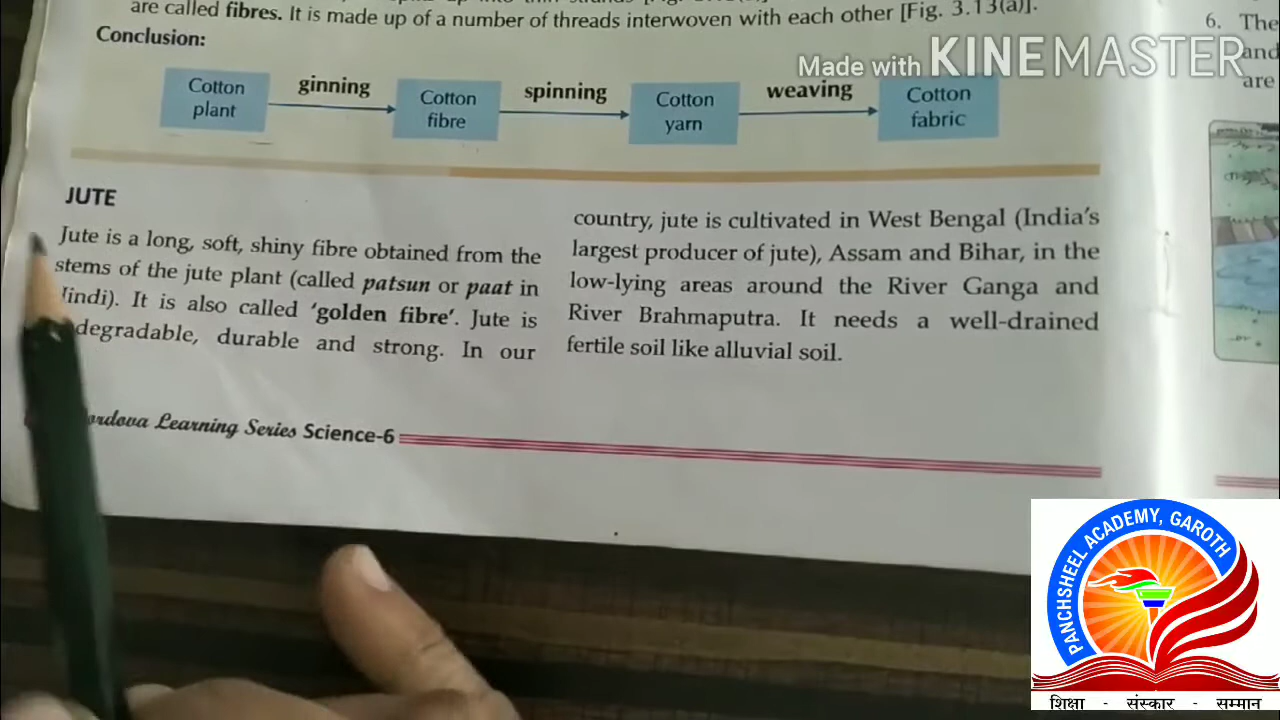 are called fibres. It is made up of a number of threads interwoven with each other [Fig. 3.13(a)].
Conclusion:
Cotton plant
ginning
Cotton fibre
spinning
Cotton yarn
weaving
Cotton fabric
JUTE
Jute is a long, soft, shiny fibre obtained from the
stems of the jute plant (called patsun or paat in
Hindi). It is also called 'golden fibre'. Jute is
degradable, durable and strong. In our
country, jute is cultivated in West Bengal (India's
largest producer of jute), Assam and Bihar, in the
low-lying areas around the River Ganga and
River Brahmaputra. It needs a well-drained
fertile soil like alluvial soil.
ordova Learning Series Science-6
6. The
and
are
Made with KINEMASTER
PANCHSHEEL ACADEMY, GAROTH
शिक्षा - संस्कार - सम्मान